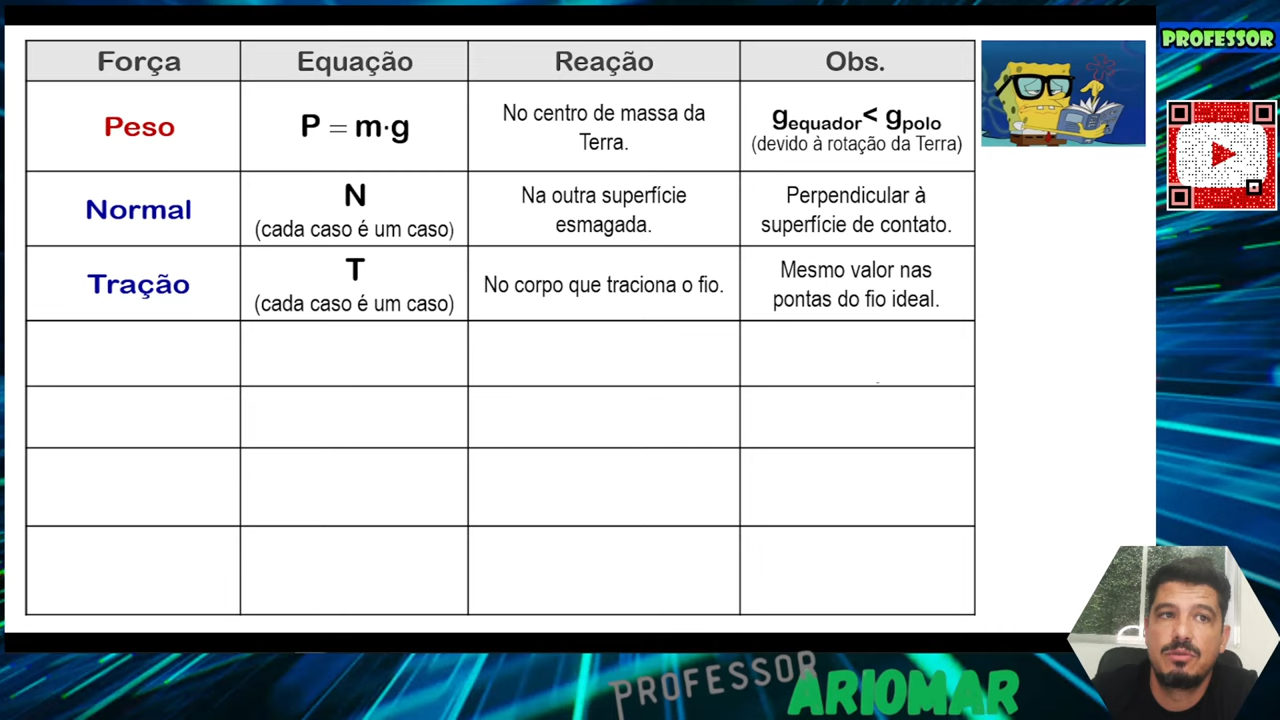 Força Equação Reação Obs.
Peso
P = m·g
No centro de massa da
Terra.
gequador< gpolo
(devido à rotação da Terra)
Normal
N
(cada caso é um caso)
Na outra superfície
esmagada.
Perpendicular à
superfície de contato.
Tração
T
(cada caso é um caso)
No corpo que traciona o fio.
Mesmo valor nas
pontas do fio ideal.
PROFESSOR
PROFESSOR
ARIOMAR